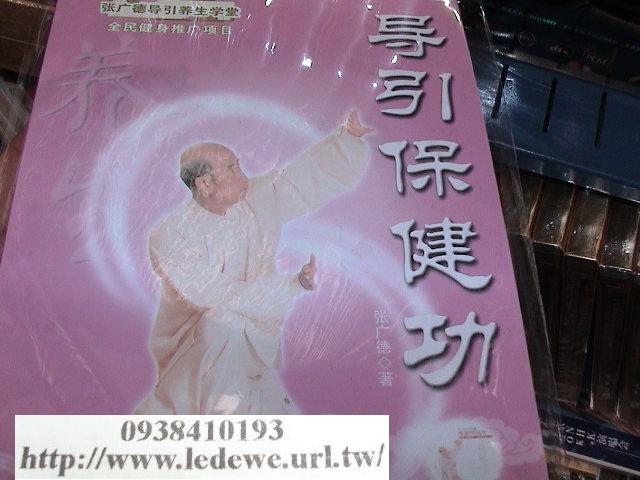 张广德导引养生学堂
全民健身推广项目
导引保健功
养生
张广德◇著
0938410193
http://www.ledewe.url.tw/